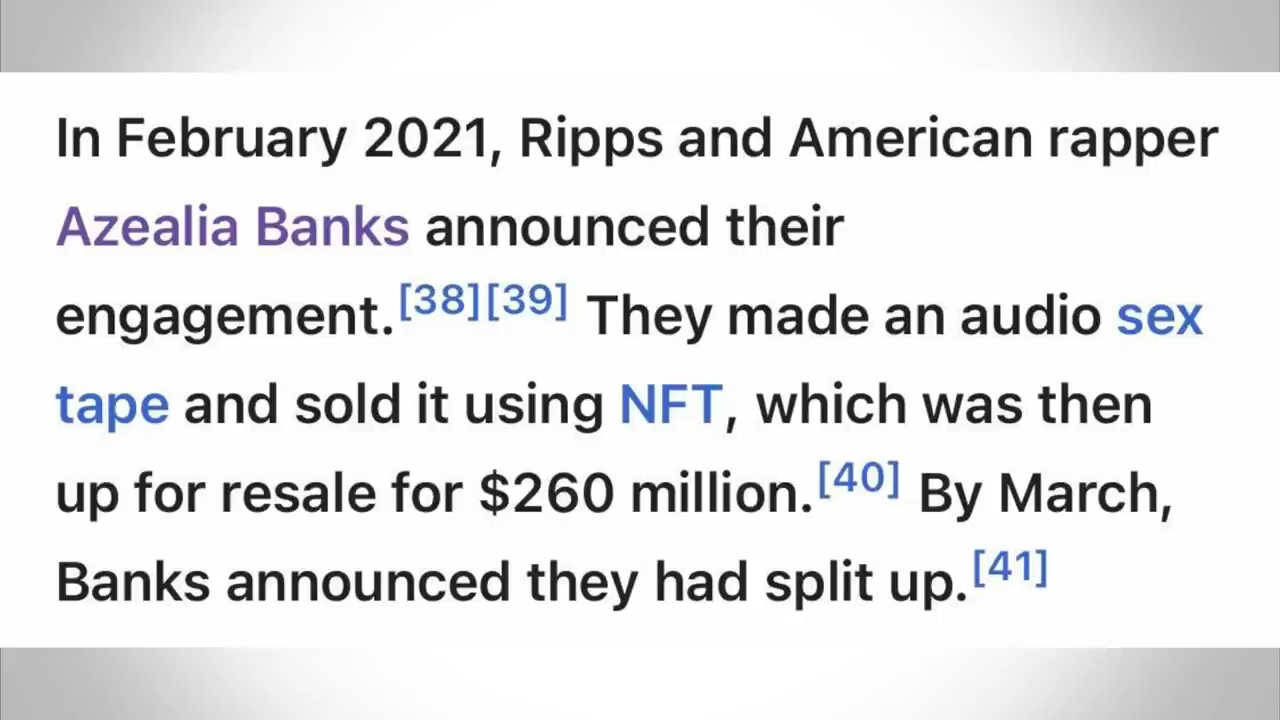 In February 2021, Ripps and American rapper
Azealia Banks announced their
engagement.[38][39] They made an audio sex
tape and sold it using NFT, which was then
up for resale for $260 million.[40] By March,
Banks announced they had split up.[41]